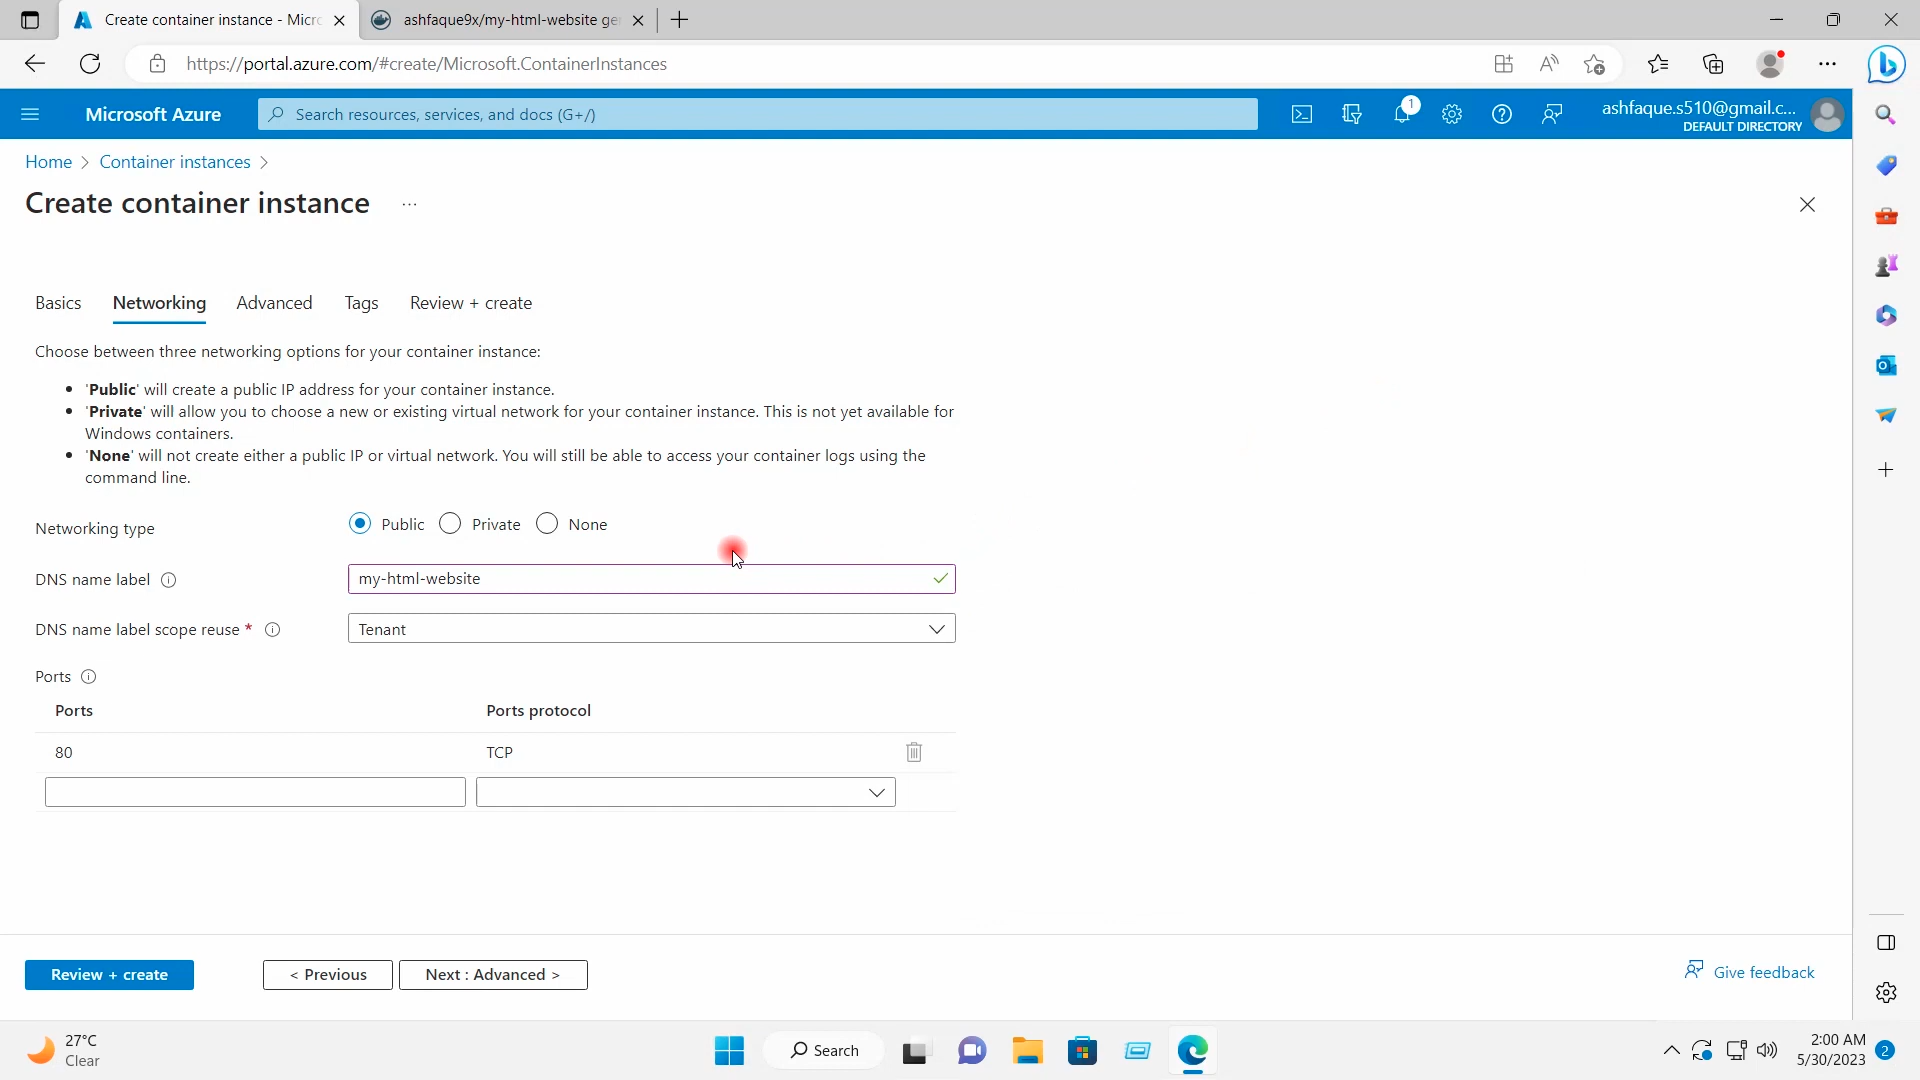 Create container instance - Micro
ashfaque9x/my-html-website ge
https://portal.azure.com/#create/Microsoft.ContainerInstances
Microsoft Azure
Search resources, services, and docs (G+/)
1
ashfaque.s510@gmail.c...
DEFAULT DIRECTORY
Home > Container instances >
Create container instance ...
Basics Networking Advanced Tags Review + create
Choose between three networking options for your container instance:
• 'Public' will create a public IP address for your container instance.
• 'Private' will allow you to choose a new or existing virtual network for your container instance. This is not yet available for
Windows containers.
• 'None' will not create either a public IP or virtual network. You will still be able to access your container logs using the
command line.
Networking type Public Private None
DNS name label my-html-website
DNS name label scope reuse * Tenant
Ports
Ports Ports protocol
80 TCP
Review + create < Previous Next : Advanced > Give feedback
27°C
Clear
Search
2:00 AM
5/30/2023
2